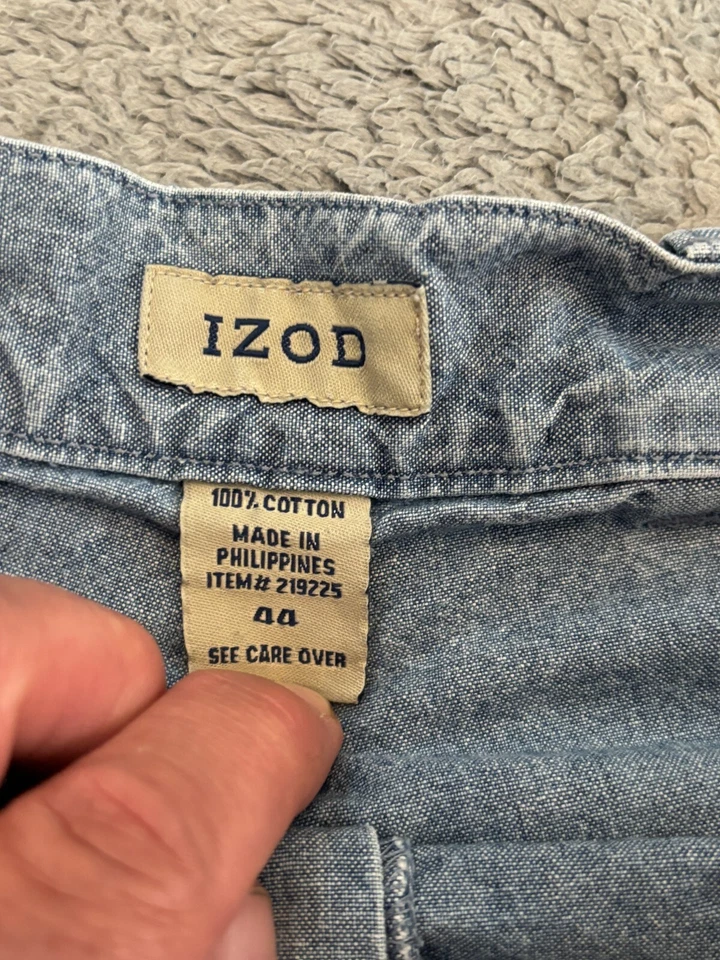 IZOD
100% COTTON
MADE IN
PHILIPPINES
ITEM# 219225
44
SEE CARE OVER